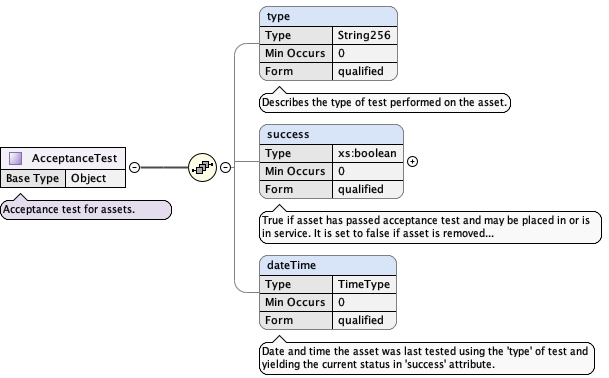 type
Type String256
Min Occurs 0
Form qualified
Describes the type of test performed on the asset.
success
Type xs:boolean
Min Occurs 0
Form qualified
True if asset has passed acceptance test and may be placed in or is
in service. It is set to false if asset is removed...
AcceptanceTest
Base Type Object
Acceptance test for assets.
dateTime
Type TimeType
Min Occurs 0
Form qualified
Date and time the asset was last tested using the 'type' of test and
yielding the current status in 'success' attribute.